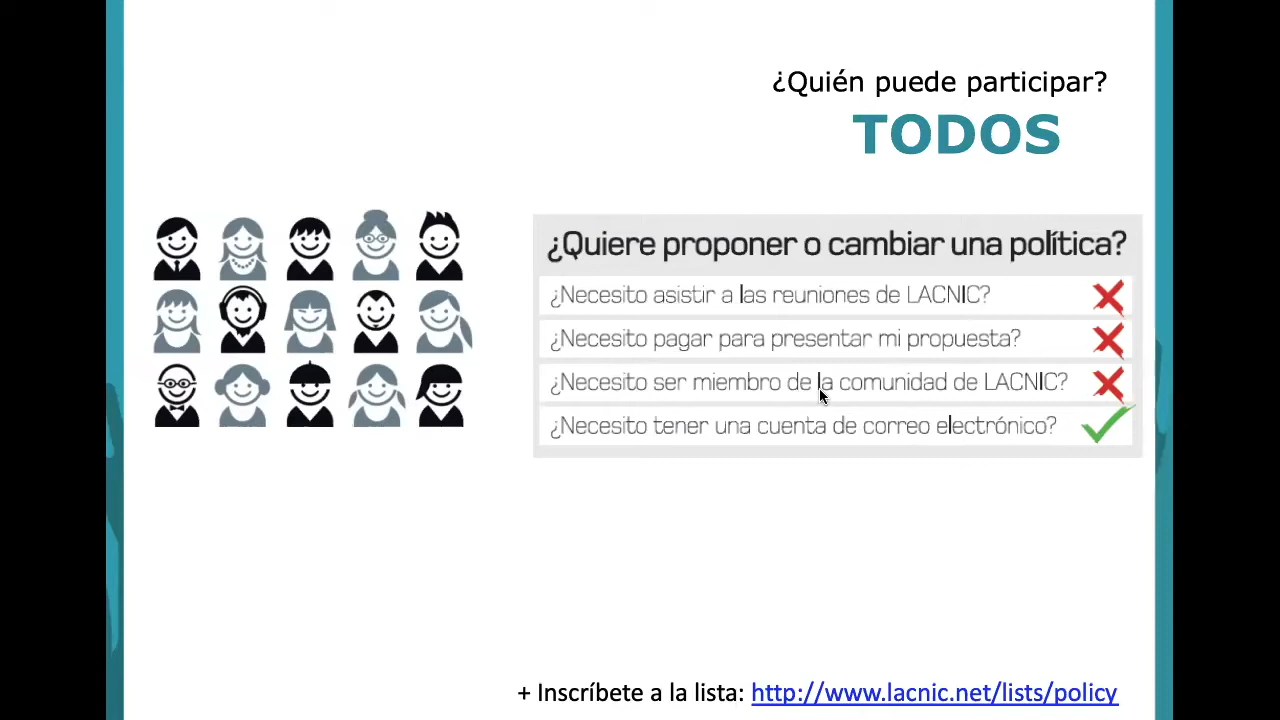 ¿Quién puede participar?
TODOS
¿Quiere proponer o cambiar una política?
¿Necesito asistir a las reuniones de LACNIC?
¿Necesito pagar para presentar mi propuesta?
¿Necesito ser miembro de la comunidad de LACNIC?
¿Necesito tener una cuenta de correo electrónico?
+ Inscríbete a la lista: http://www.lacnic.net/lists/policy